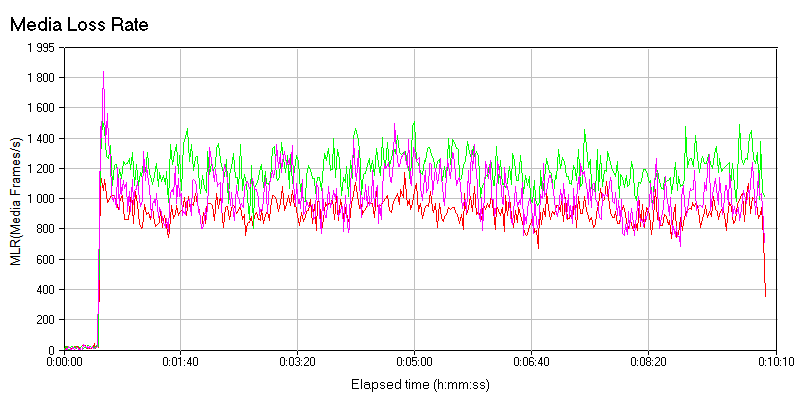 Media Loss Rate
1 995
1 800
1 600
1 400
1 200
1 000
800
600
400
200
0
MLR(Media Frames/s)
0:00:00 0:01:40 0:03:20 0:05:00 0:06:40 0:08:20 0:10:10
Elapsed time (h:mm:ss)